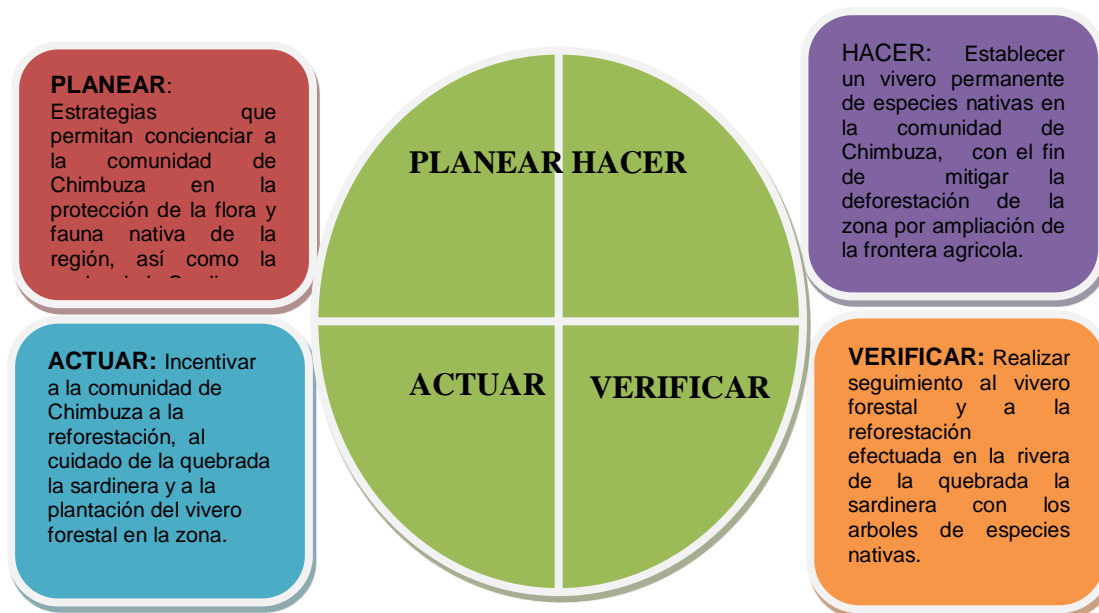 PLANEAR:
Estrategias que
permitan concienciar a
la comunidad de
Chimbuza en la
protección de la flora y
fauna nativa de la
región, así como la
HACER: Establecer
un vivero permanente
de especies nativas en
la comunidad de
Chimbuza, con el fin
de mitigar la
deforestación de la
zona por ampliación de
la frontera agricola.
PLANEAR HACER
ACTUAR VERIFICAR
ACTUAR: Incentivar
a la comunidad de
Chimbuza a la
reforestación, al
cuidado de la quebrada
la sardinera y a la
plantación del vivero
forestal en la zona.
VERIFICAR: Realizar
seguimiento al vivero
forestal y a la
reforestación
efectuada en la rivera
de la quebrada la
sardinera con los
arboles de especies
nativas.